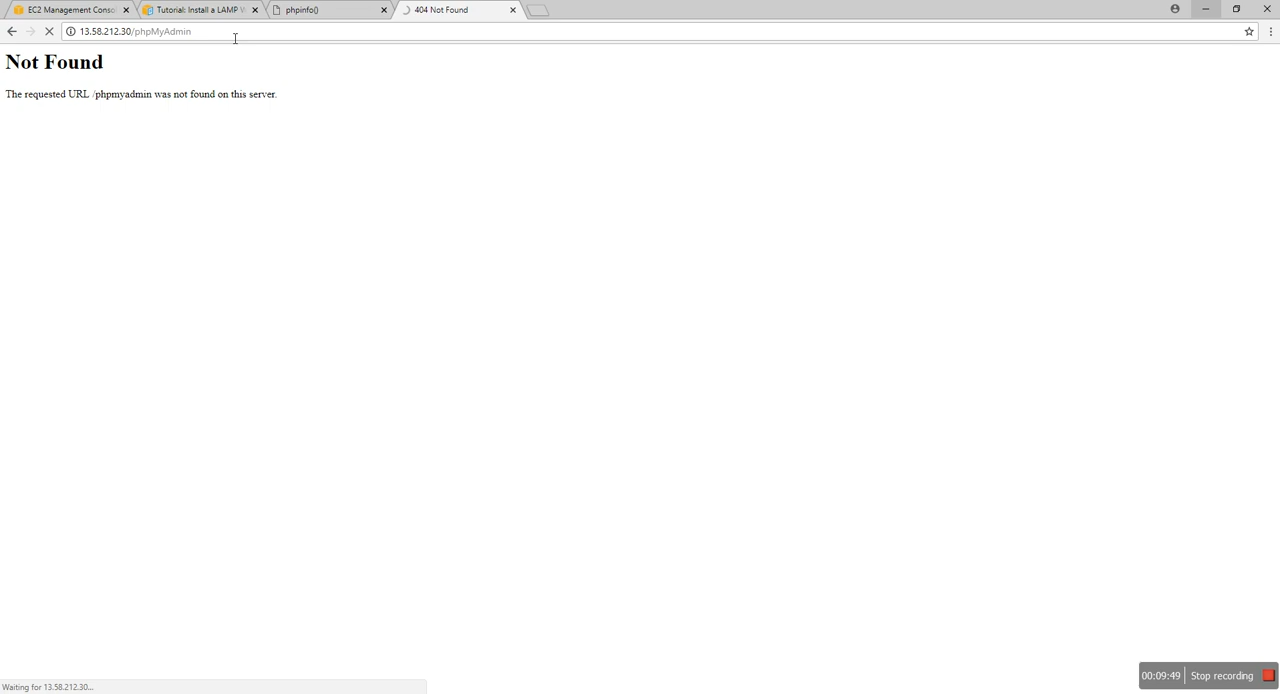 EC2 Management Conso
Tutorial: Install a LAMP W
phpinfo()
404 Not Found
13.58.212.30/phpMyAdmin
Not Found
The requested URL /phpmyadmin was not found on this server.
Waiting for 13.58.212.30...
00:09:49 Stop recording